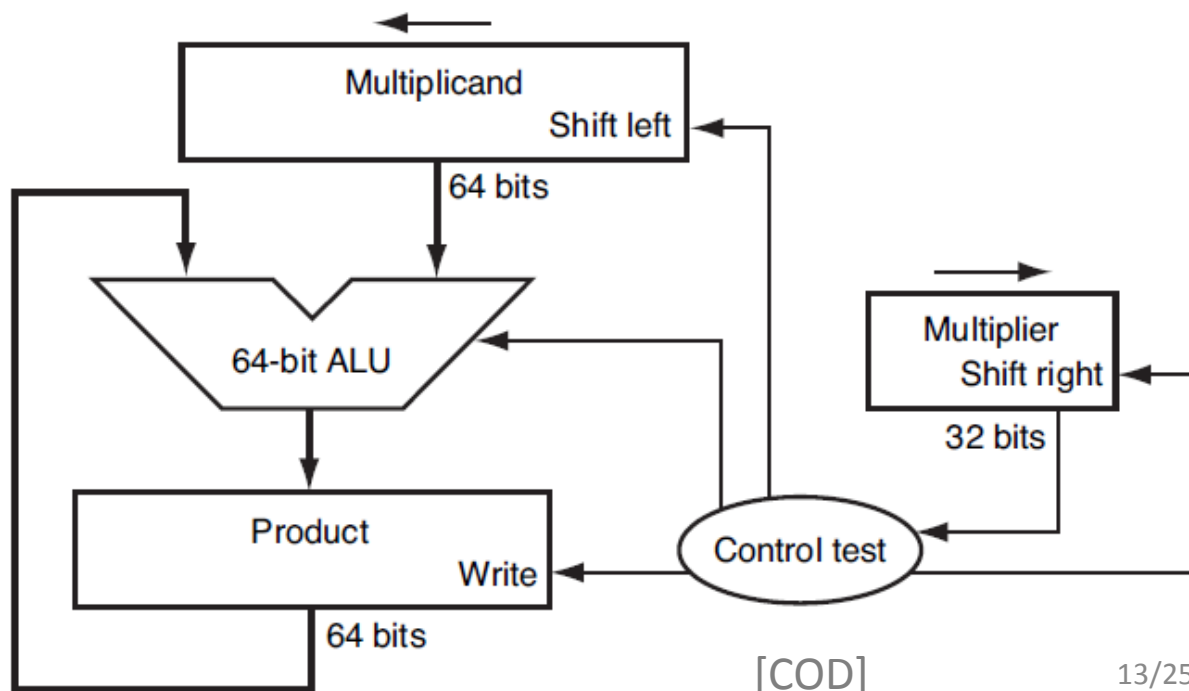 Multiplicand
Shift left
64 bits
64-bit ALU
Multiplier
Shift right
32 bits
Product
Write
Control test
64 bits
[COD]
13/25